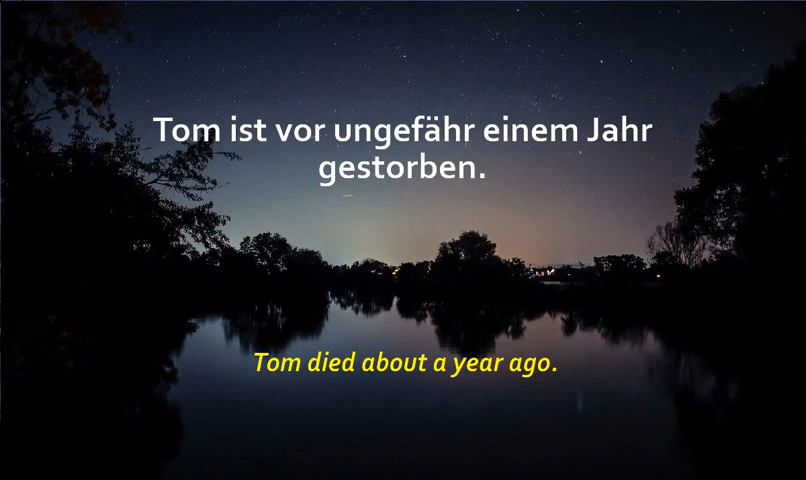 Tom ist vor ungefähr einem Jahr
gestorben.
Tom died about a year ago.